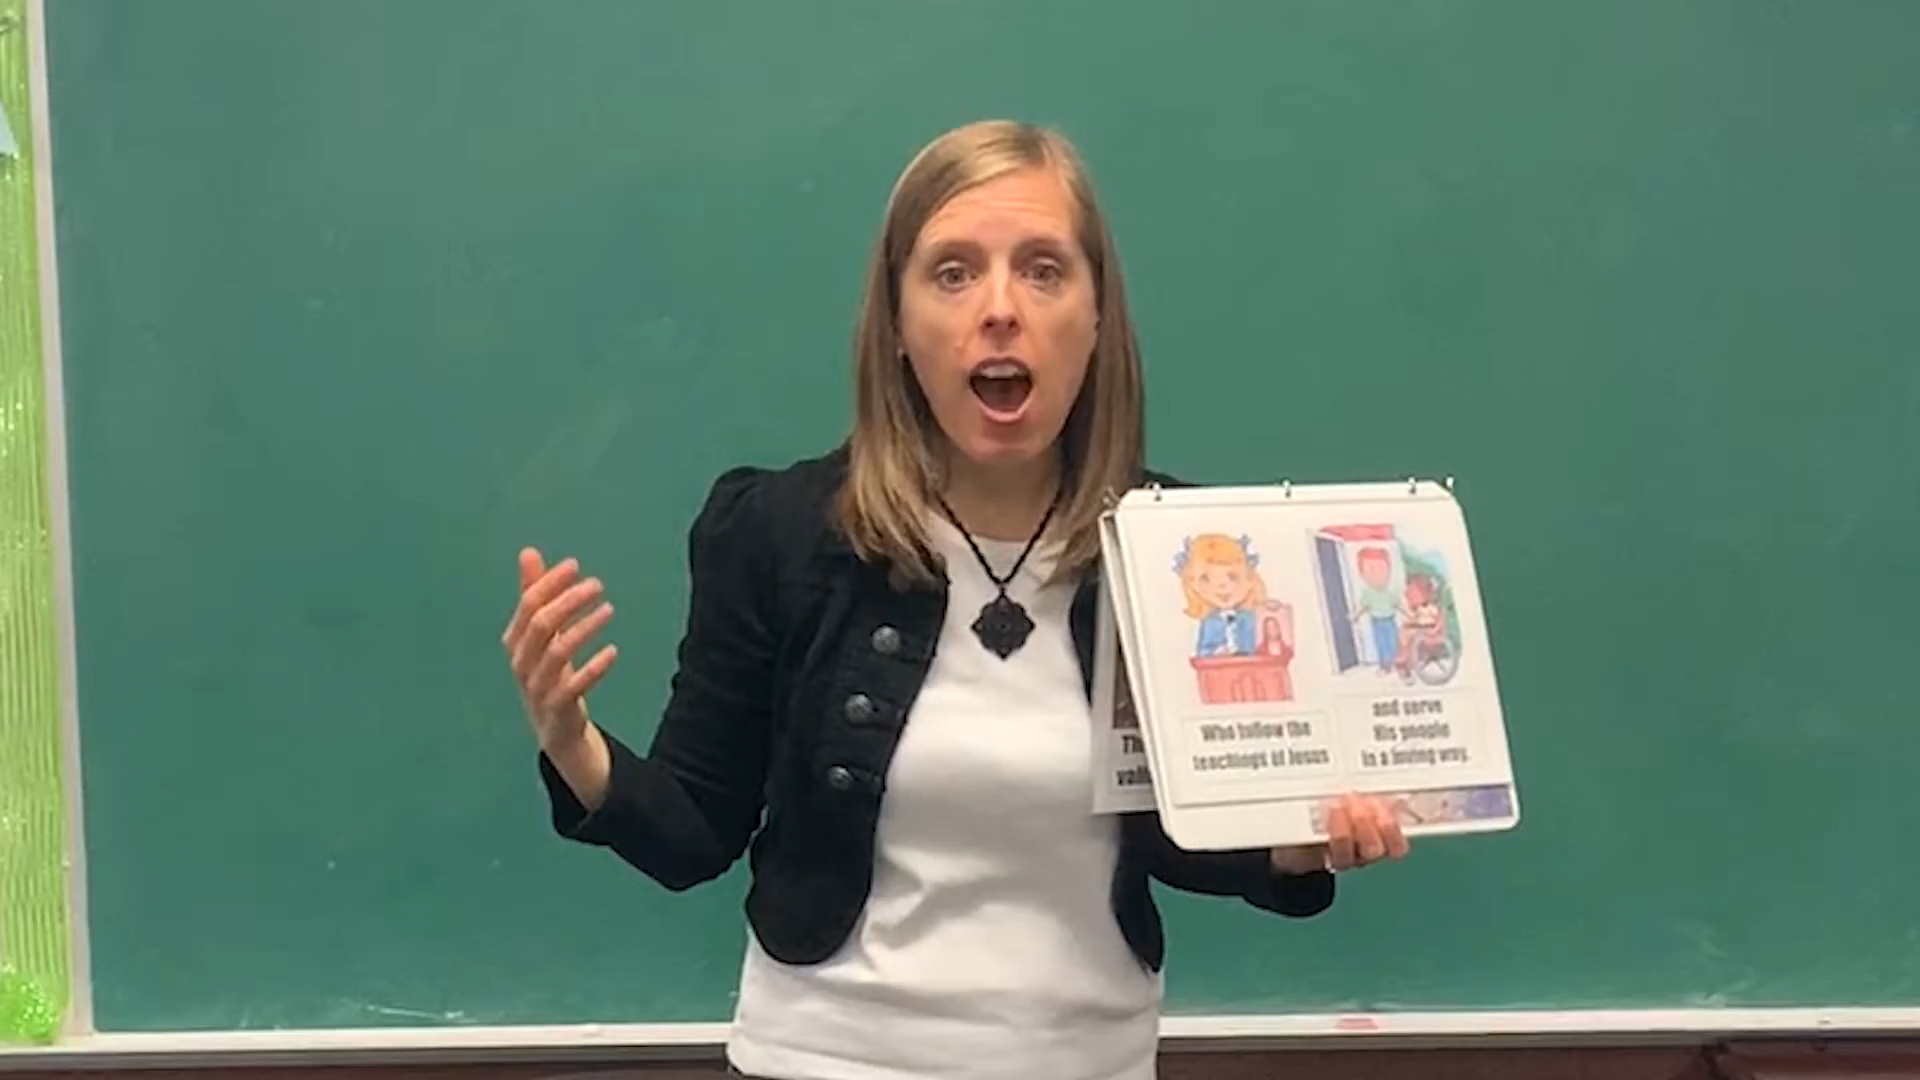 Who follow the
teachings of Jesus
and serve
His people
in a loving way.